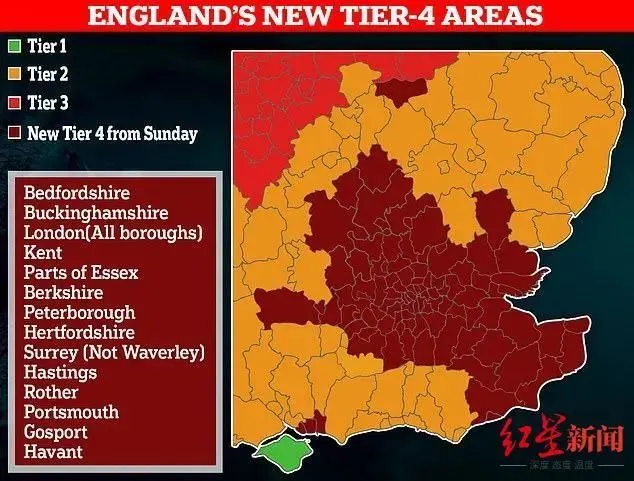 ENGLAND'S NEW TIER-4 AREAS
Tier 1
Tier 2
Tier 3
New Tier 4 from Sunday
Bedfordshire
Buckinghamshire
London(All boroughs)
Kent
Parts of Essex
Berkshire
Peterborough
Hertfordshire
Surrey (Not Waverley)
Hastings
Rother
Portsmouth
Gosport
Havant
红星新闻
深度 态度 温度